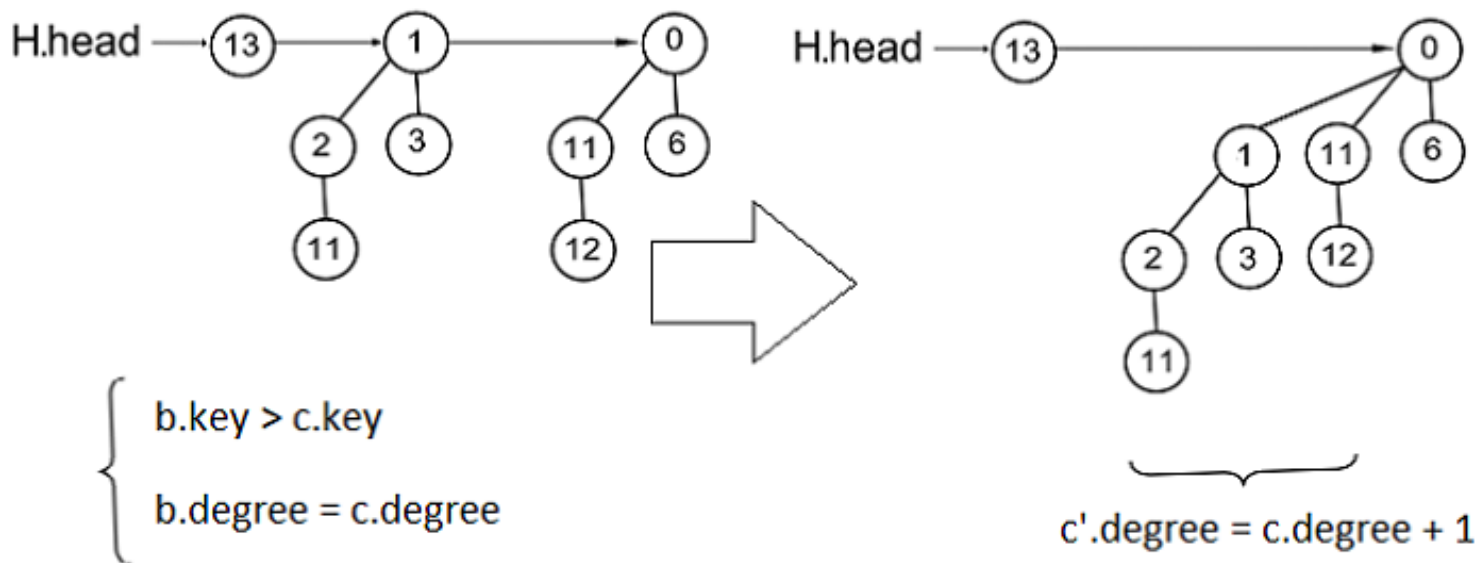 H.head 13 1 0
2 3 11 6
11 12
H.head 13 0
1 11 6
2 3 12
11
b.key > c.key
b.degree = c.degree
c'.degree = c.degree + 1